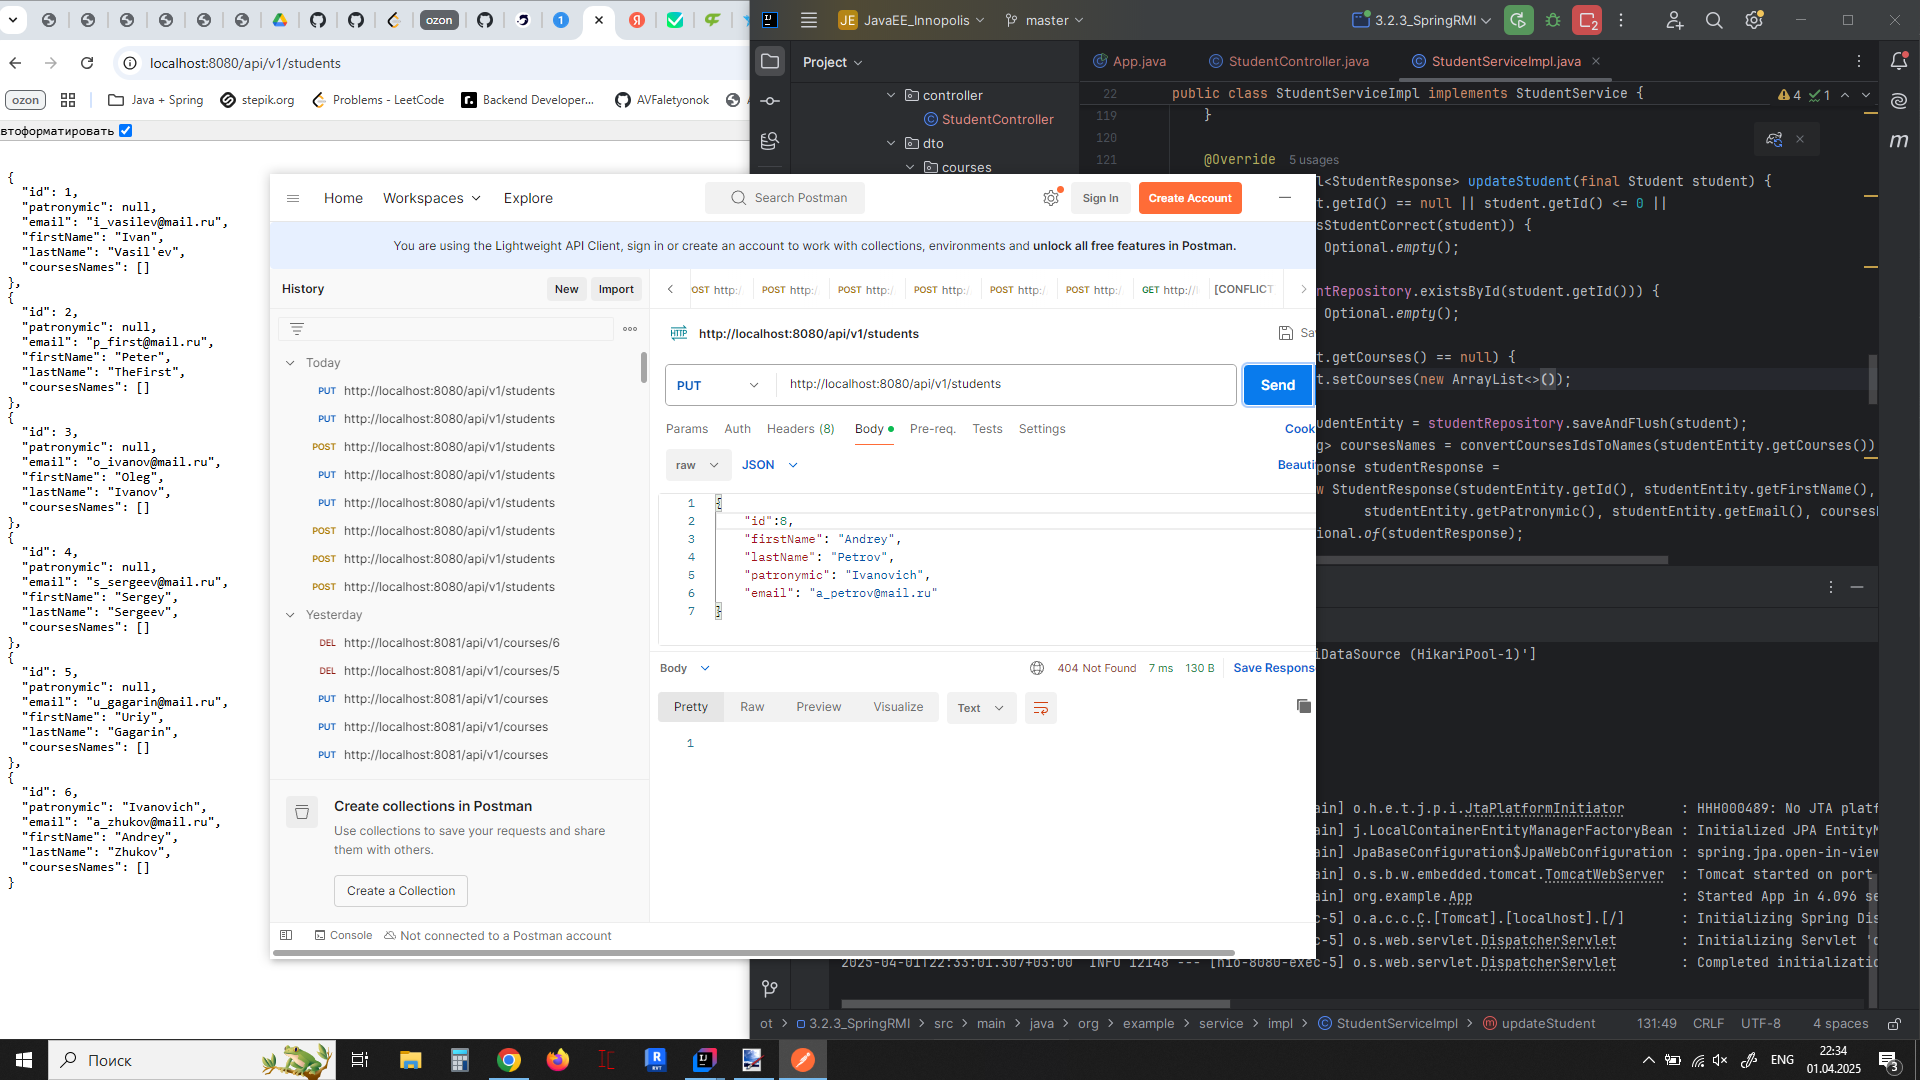 ozon
localhost:8080/api/v1/students
ozon
Java + Spring
stepik.org
Problems - LeetCode
Backend Developer...
AVFaletyonok
втоформатировать
{
"id": 1,
"patronymic": null,
"email": "i_vasilev@mail.ru",
"firstName": "Ivan",
"lastName": "Vasil'ev",
"coursesNames": []
},
{
"id": 2,
"patronymic": null,
"email": "p_first@mail.ru",
"firstName": "Peter",
"lastName": "TheFirst",
"coursesNames": []
},
{
"id": 3,
"patronymic": null,
"email": "o_ivanov@mail.ru",
"firstName": "Oleg",
"lastName": "Ivanov",
"coursesNames": []
},
{
"id": 4,
"patronymic": null,
"email": "s_sergeev@mail.ru",
"firstName": "Sergey",
"lastName": "Sergeev",
"coursesNames": []
},
{
"id": 5,
"patronymic": null,
"email": "u_gagarin@mail.ru",
"firstName": "Uriy",
"lastName": "Gagarin",
"coursesNames": []
},
{
"id": 6,
"patronymic": "Ivanovich",
"email": "a_zhukov@mail.ru",
"firstName": "Andrey",
"lastName": "Zhukov",
"coursesNames": []
}
Home
Workspaces
Explore
Search Postman
Sign In
Create Account
You are using the Lightweight API Client, sign in or create an account to work with collections, environments and unlock all free features in Postman.
History
New
Import
Today
PUT http://localhost:8080/api/v1/students
PUT http://localhost:8080/api/v1/students
POST http://localhost:8080/api/v1/students
PUT http://localhost:8080/api/v1/students
PUT http://localhost:8080/api/v1/students
POST http://localhost:8080/api/v1/students
POST http://localhost:8080/api/v1/students
POST http://localhost:8080/api/v1/students
Yesterday
DEL http://localhost:8081/api/v1/courses/6
DEL http://localhost:8081/api/v1/courses/5
PUT http://localhost:8081/api/v1/courses
PUT http://localhost:8081/api/v1/courses
PUT http://localhost:8081/api/v1/courses
Create collections in Postman
Use collections to save your requests and share
them with others.
Create a Collection
Console
Not connected to a Postman account
OST http:/
POST http:/
POST http:/
POST http:/
POST http:/
POST http:/
GET http://
[CONFLICT
HTTP http://localhost:8080/api/v1/students
Sa
PUT
http://localhost:8080/api/v1/students
Send
Params
Auth
Headers (8)
Body
Pre-req.
Tests
Settings
Cook
raw
JSON
Beauti
1 {
2 "id":8,
3 "firstName": "Andrey",
4 "lastName": "Petrov",
5 "patronymic": "Ivanovich",
6 "email": "a_petrov@mail.ru"
7 }
Body
404 Not Found
7 ms
130 B
Save Respons
Pretty
Raw
Preview
Visualize
Text
1
JE JavaEE_Innopolis
master
3.2.3_SpringRMI
2
Project
App.java
StudentController.java
StudentServiceImpl.java
controller
StudentController
dto
courses
4
1
22 public class StudentServiceImpl implements StudentService {
119 }
120
121 @Override 5 usages
l<StudentResponse> updateStudent(final Student student) {
t.getId() == null || student.getId() <= 0 ||
sStudentCorrect(student)) {
Optional.empty();
ntRepository.existsById(student.getId())) {
Optional.empty();
t.getCourses() == null) {
t.setCourses(new ArrayList<>());
udentEntity = studentRepository.saveAndFlush(student);
g> coursesNames = convertCoursesIdsToNames(studentEntity.getCourses())
ponse studentResponse =
w StudentResponse(studentEntity.getId(), studentEntity.getFirstName(),
studentEntity.getPatronymic(), studentEntity.getEmail(), courses
ional.of(studentResponse);
iDataSource (HikariPool-1)']
ain] o.h.e.t.j.p.i.JtaPlatformInitiator : HHH000489: No JTA platf
ain] j.LocalContainerEntityManagerFactoryBean : Initialized JPA EntityM
ain] JpaBaseConfiguration$JpaWebConfiguration : spring.jpa.open-in-view
ain] o.s.b.w.embedded.tomcat.TomcatWebServer : Tomcat started on port
ain] org.example.App : Started App in 4.096 se
c-5] o.a.c.c.C.[Tomcat].[localhost].[/] : Initializing Spring Dis
c-5] o.s.web.servlet.DispatcherServlet : Initializing Servlet 'd
2025-04-01T22:33:01.307+03:00 INFO 12148 --- [nio-8080-exec-5] o.s.web.servlet.DispatcherServlet : Completed initializatio
ot > 3.2.3_SpringRMI > src > main > java > org > example > service > impl > StudentServiceImpl > updateStudent
131:49
CRLF
UTF-8
4 spaces
Поиск
ENG
22:34
01.04.2025
3